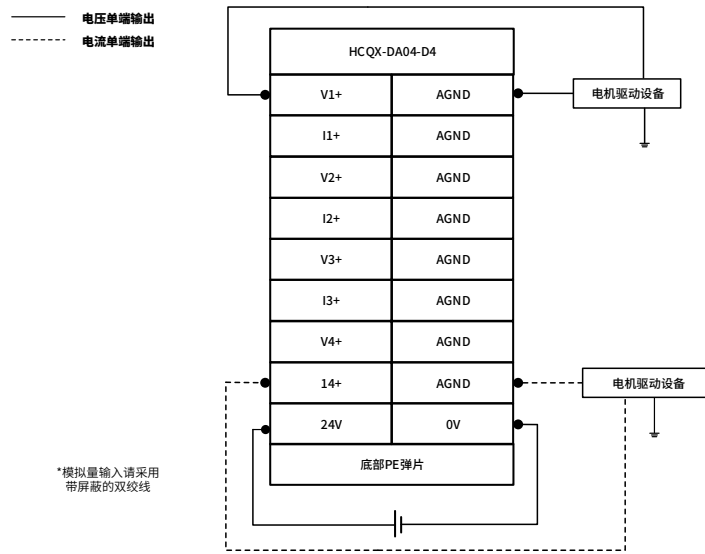 电压单端输出
电流单端输出
HCQX-DA04-D4
V1+ AGND
电机驱动设备
I1+ AGND
V2+ AGND
I2+ AGND
V3+ AGND
I3+ AGND
V4+ AGND
14+ AGND
电机驱动设备
24V 0V
底部PE弹片
*模拟量输入请采用
带屏蔽的双绞线